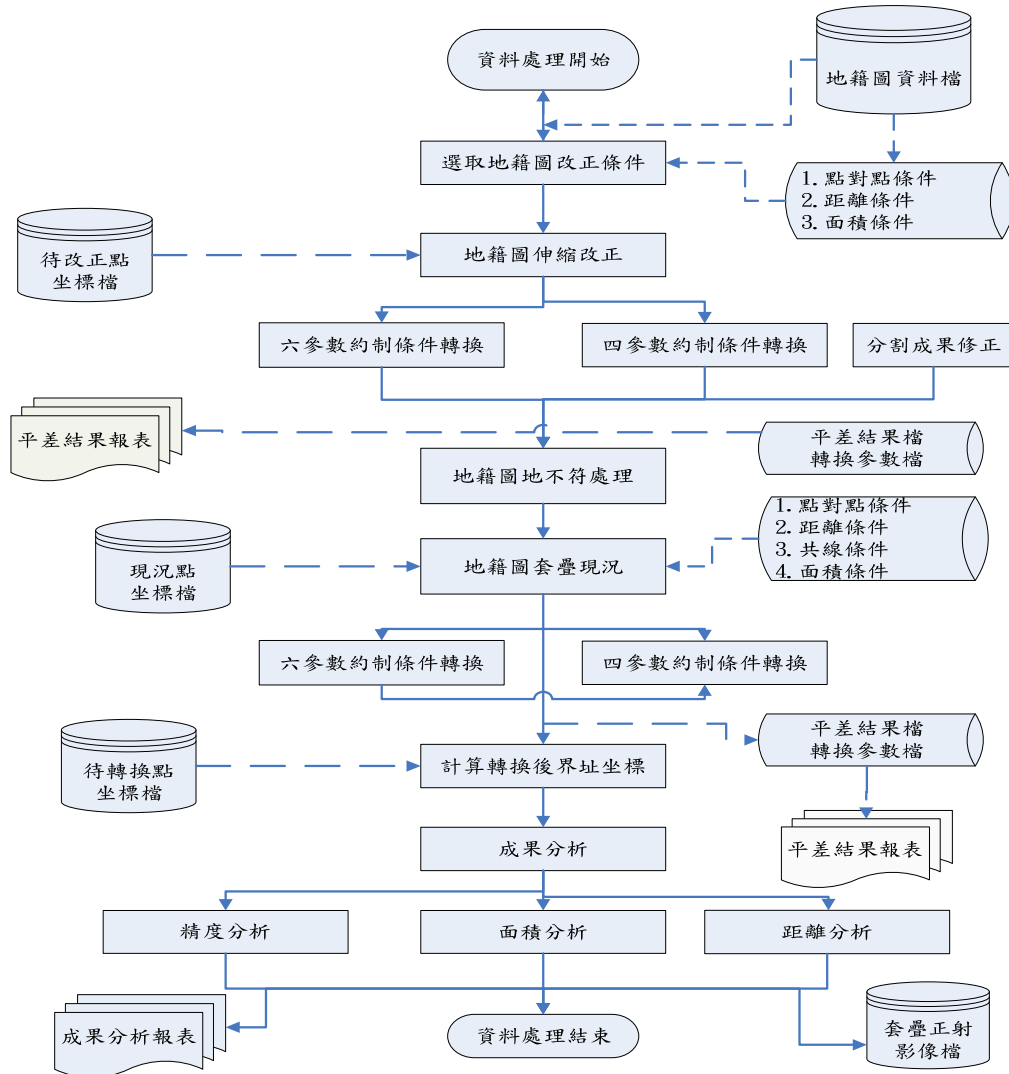 資料處理開始
地籍圖資料檔
選取地籍圖改正條件
1. 點對點條件
2. 距離條件
3. 面積條件
待改正點
坐標檔
地籍圖伸縮改正
六參數約制條件轉換
四參數約制條件轉換
分割成果修正
平差結果報表
平差結果檔
轉換參數檔
地籍圖地不符處理
1. 點對點條件
2. 距離條件
3. 共線條件
4. 面積條件
現況點
坐標檔
地籍圖套疊現況
六參數約制條件轉換
四參數約制條件轉換
平差結果檔
轉換參數檔
待轉換點
坐標檔
計算轉換後界址坐標
平差結果報表
成果分析
精度分析
面積分析
距離分析
成果分析報表
資料處理結束
套疊正射
影像檔